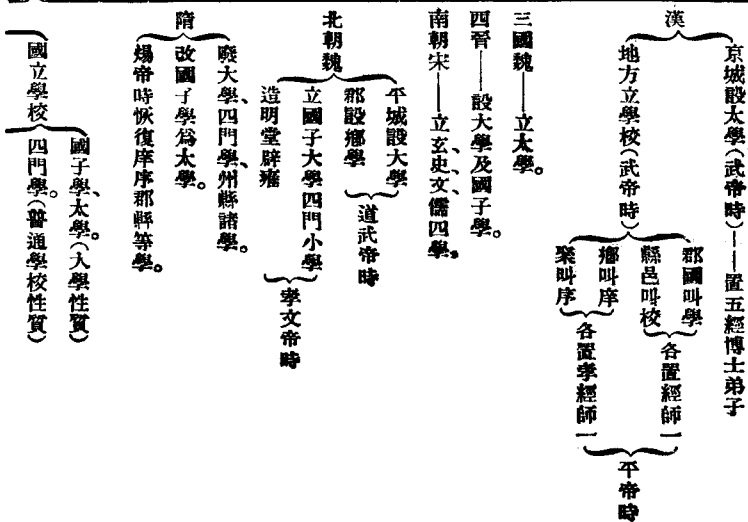 漢
京城設太學(武帝時)——置五經博士弟子
地方立學校(武帝時)
郡國叫學
縣邑叫校
各置經師一
鄉叫庠
聚叫序
各置孝經師一
平帝時
三國魏——立太學。
四晉——設大學及國子學。
南朝宋——立玄、史、文、儒四學。
北朝魏
平城設大學
郡設鄉學
道武帝時
立國子大學四門小學
造明堂辟雍
孝文帝時
隋
廢大學、四門學、州縣諸學。
改國子學爲太學。
煬帝時恢復庠序郡縣等學。
國立學校
國子學、太學。(大學性質)
四門學。(普通學校性質)